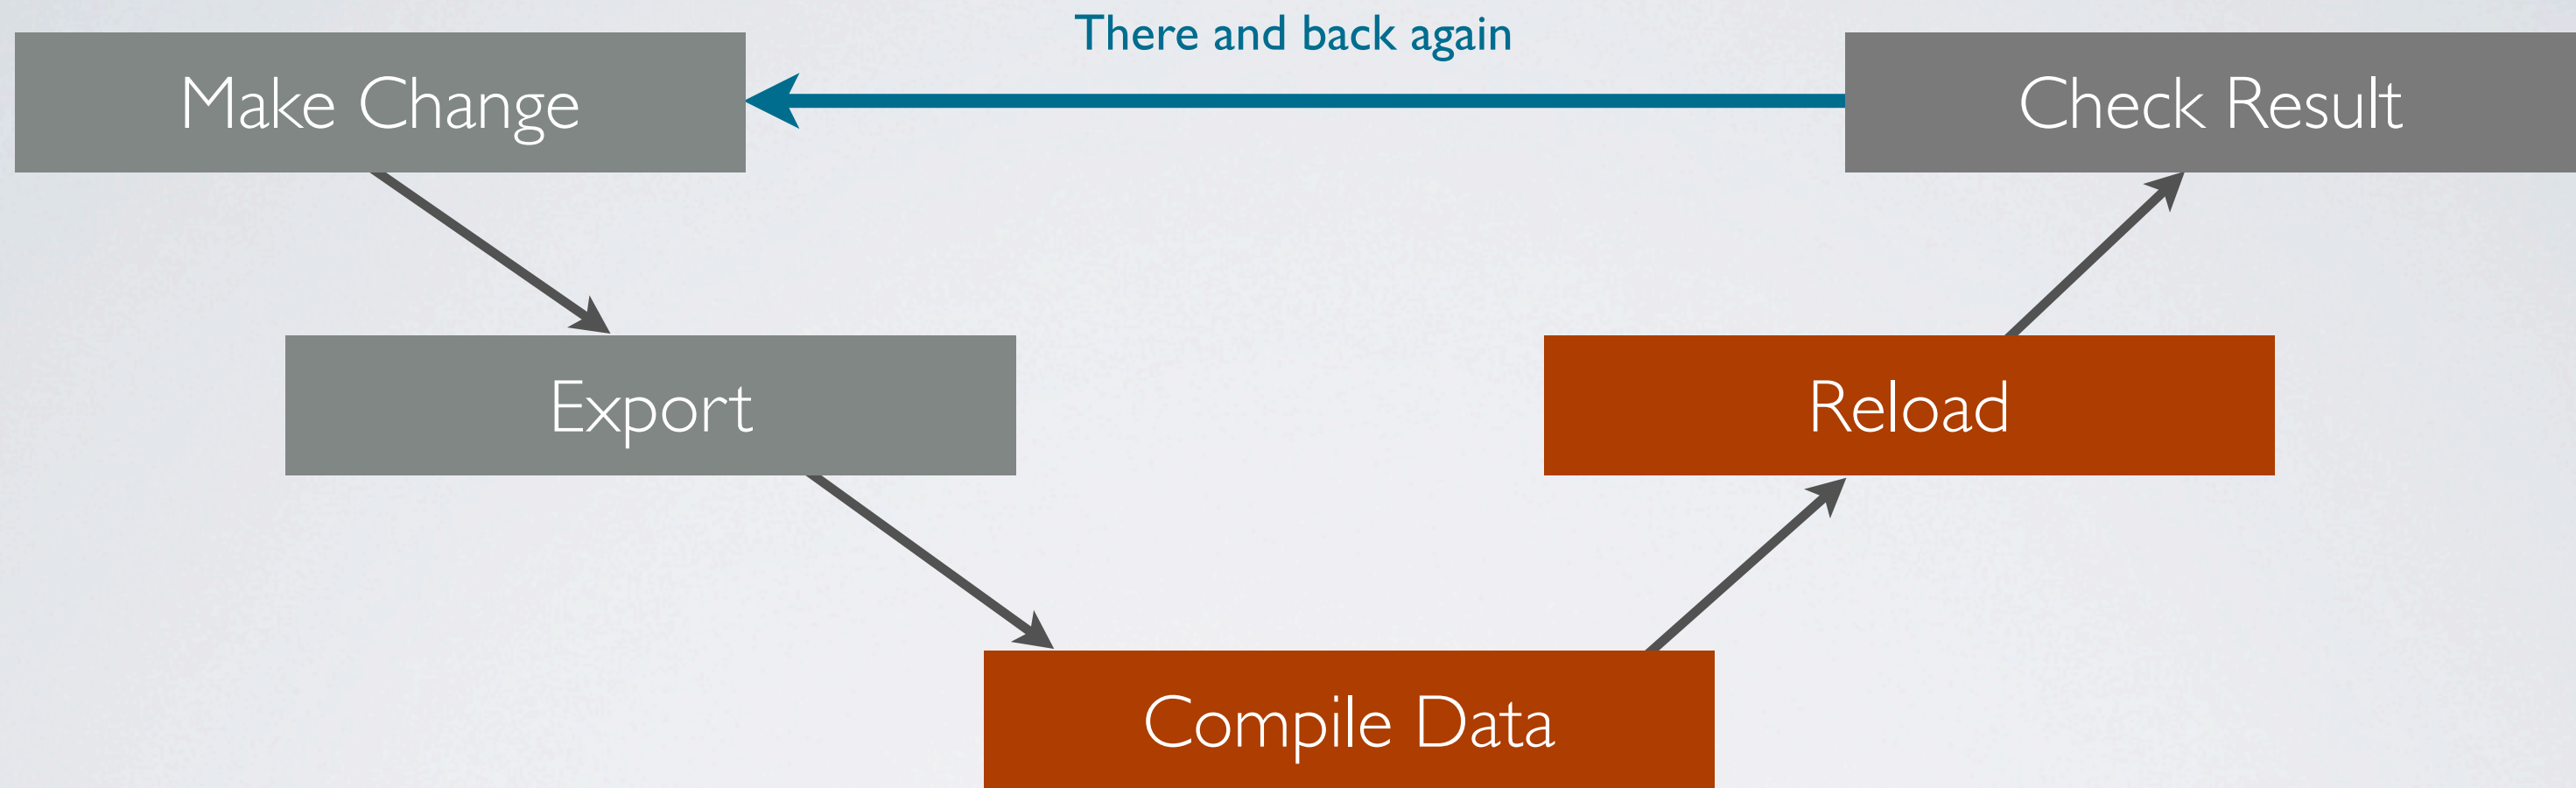 There and back again
Make Change
Check Result
Export
Reload
Compile Data